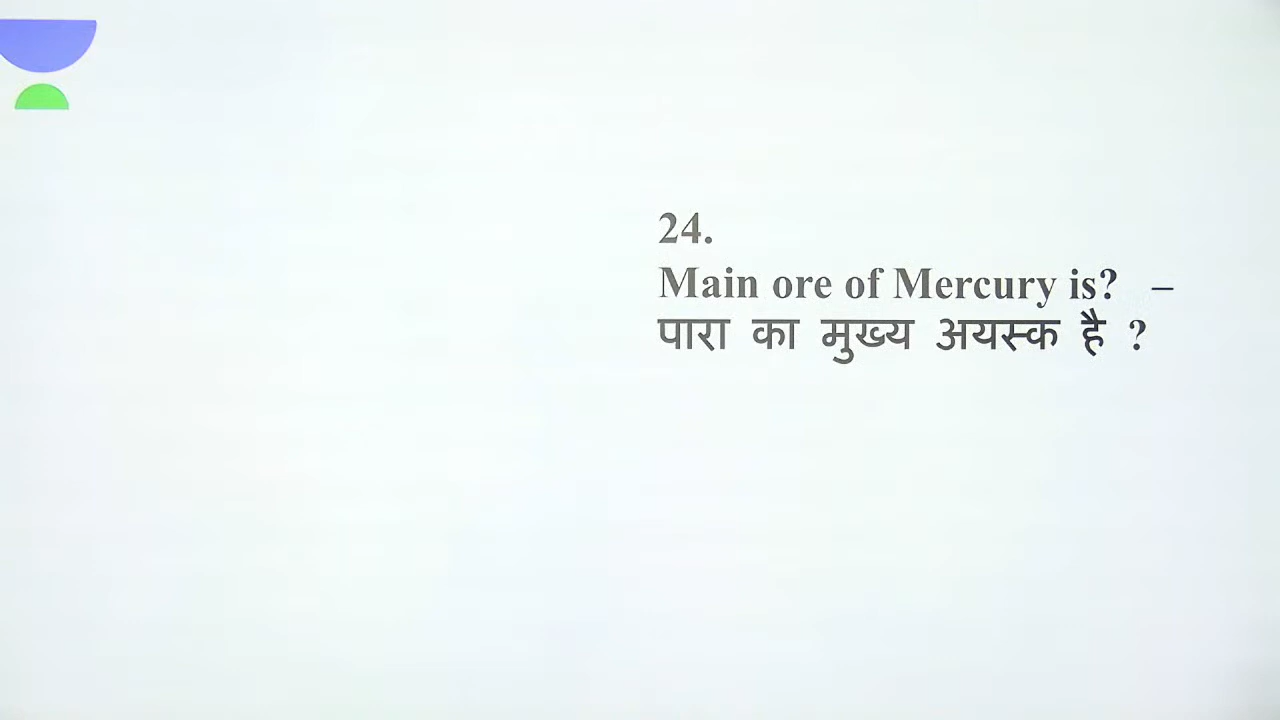 24.
Main ore of Mercury is? –
पारा का मुख्य अयस्क है ?